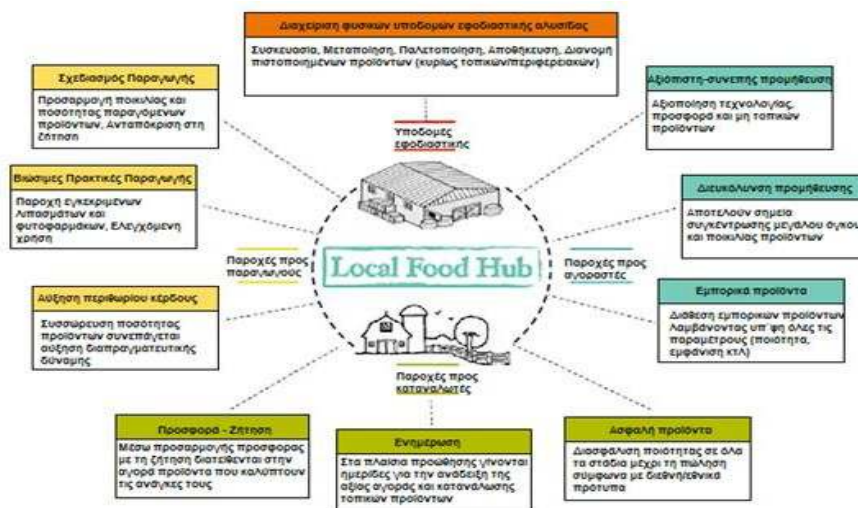 Διαχείριση φυσικών υποδομών εφοδιαστικής αλυσίδας
Συσκευασία, Μεταποίηση, Παλετοποίηση, Αποθήκευση, Διανομή
πιστοποιημένων προϊόντων (κυρίως τοπικών/περιφερειακών)
Σχεδιασμός Παραγωγής
Προσαρμογή ποικιλίας και
ποσότητας παραγόμενων
προϊόντων, Ανταπόκριση στη
ζήτηση
Αξιόπιστη-συνεπής προμήθευση
Αξιοποίηση τεχνολογίας,
προσφορά και μη τοπικών
προϊόντων
Υποδομές
εφοδιαστικής
Βιώσιμες Πρακτικές Παραγωγής
Παροχή εγκεκριμένων
λιπασμάτων και
φυτοφαρμάκων, Ελεγχόμενη
χρήση
Διευκόλυνση προμήθευσης
Αποτελούν σημεία
συγκέντρωσης μεγάλου όγκου
και ποικιλίας προϊόντων
Παροχές προς
παραγωγούς
Local Food Hub
Παροχές προς
αγοραστές
Αύξηση περιθωρίου κέρδους
Συσσώρευση ποσότητας
προϊόντων συνεπάγεται
αύξηση διαπραγματευτικής
δύναμης
Εμπορικά προϊόντα
Διάθεση εμπορικών προϊόντων
Λαμβάνοντας υπ΄ψη όλες τις
παραμέτρους (ποιότητα,
εμφάνιση κτλ)
Παροχές προς
καταναλωτές
Προσφορά - Ζήτηση
Μέσω προσαρμογής προσφορας
με τη ζήτηση διατείθενται στην
αγορά προϊόντα που καλύπτουν
τις ανάγκες τους
Ενημέρωση
Στα πλαίσια προώθησης γίνονται
ημερίδες για την ανάδειξη της
αξίας αγοράς και κατανάλωσης
τοπικών προϊόντων
Ασφαλή προϊόντα
Διασφάλιση ποιότητας σε όλα
τα στάδια μέχρι τη πώληση
σύμφωνα με διεθνή/εθνικά
πρότυπα